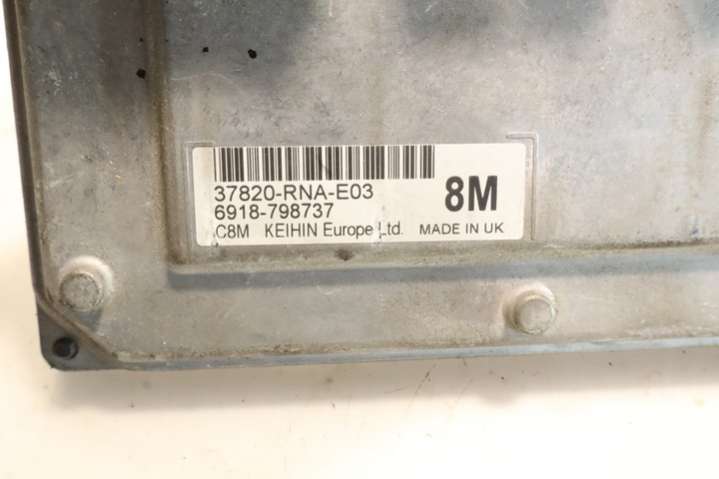 37820-RNA-E03
6918-798737
8M
C8M KEIHIN Europe Ltd. MADE IN UK